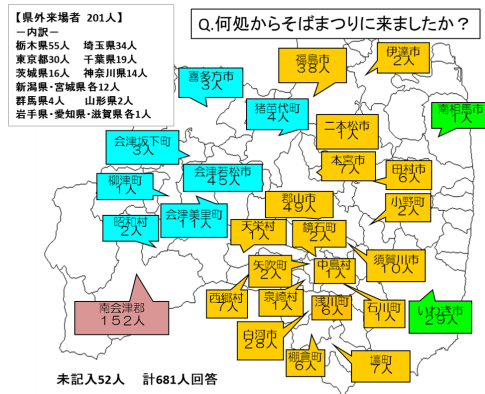 【県外来場者 201人】
－内訳－
栃木県55人 埼玉県34人
東京都30人 千葉県19人
茨城県16人 神奈川県14人
新潟県・宮城県 各12人
群馬県4人 山形県2人
岩手県・愛知県・滋賀県 各1人
Q.何処からそばまつりに来ましたか？
福島市
38人
伊達市
2人
喜多方市
3人
猪苗代町
4人
二本松市
1人
南相馬市
1人
会津坂下町
3人
会津若松市
45人
本宮市
7人
田村市
6人
柳津町
1人
郡山市
49人
小野町
2人
昭和村
2人
会津美里町
11人
天栄村
1人
鏡石町
2人
須賀川市
10人
矢吹町
2人
中島村
1人
南会津郡
152人
西郷村
7人
泉崎村
1人
浅川町
6人
石川町
1人
いわき市
29人
白河市
28人
棚倉町
6人
塙町
7人
未記入52人 計681人回答